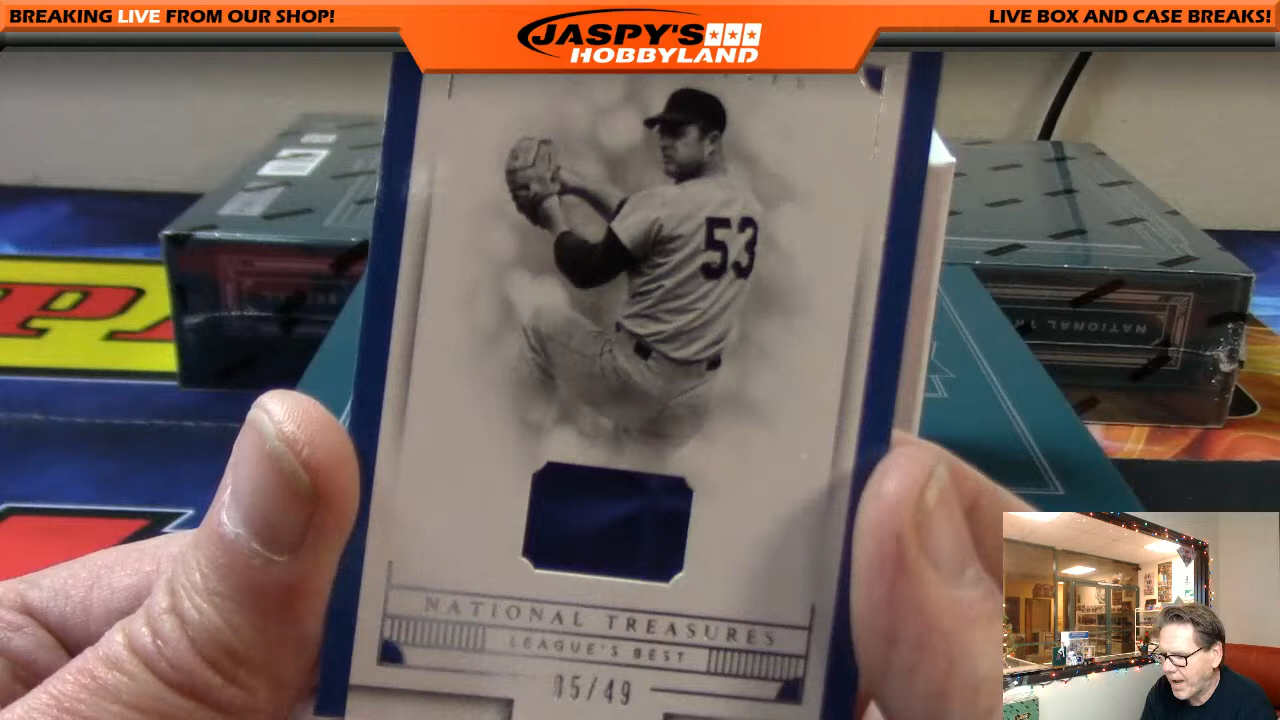 BREAKING LIVE FROM OUR SHOP!
JASPY'S
HOBBYLAND
LIVE BOX AND CASE BREAKS!
53
NATIONAL
NATIONAL TREASURES
LEAGUE'S BEST
05/49